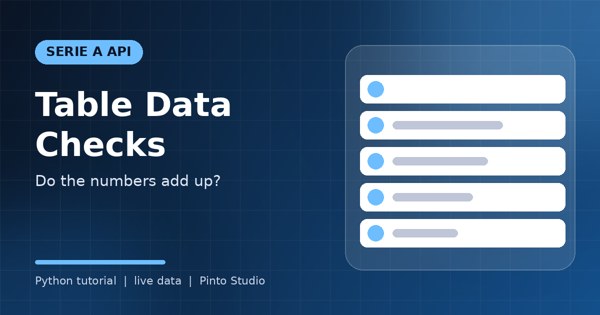 SERIE A API
Table Data
Checks
Do the numbers add up?
Python tutorial | live data | Pinto Studio